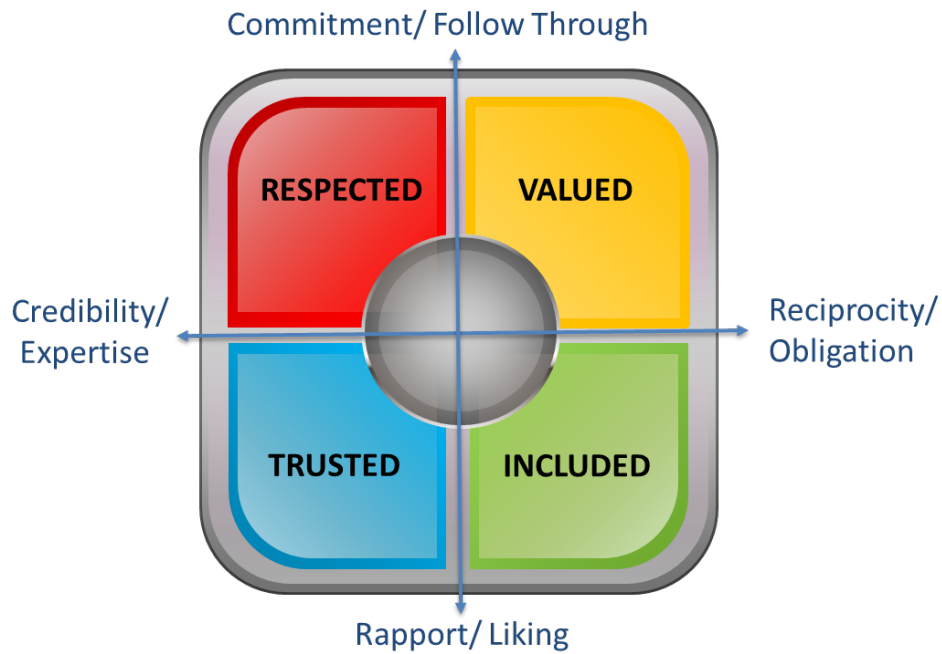 Commitment/ Follow Through
RESPECTED
VALUED
Credibility/
Expertise
Reciprocity/
Obligation
TRUSTED
INCLUDED
Rapport/ Liking